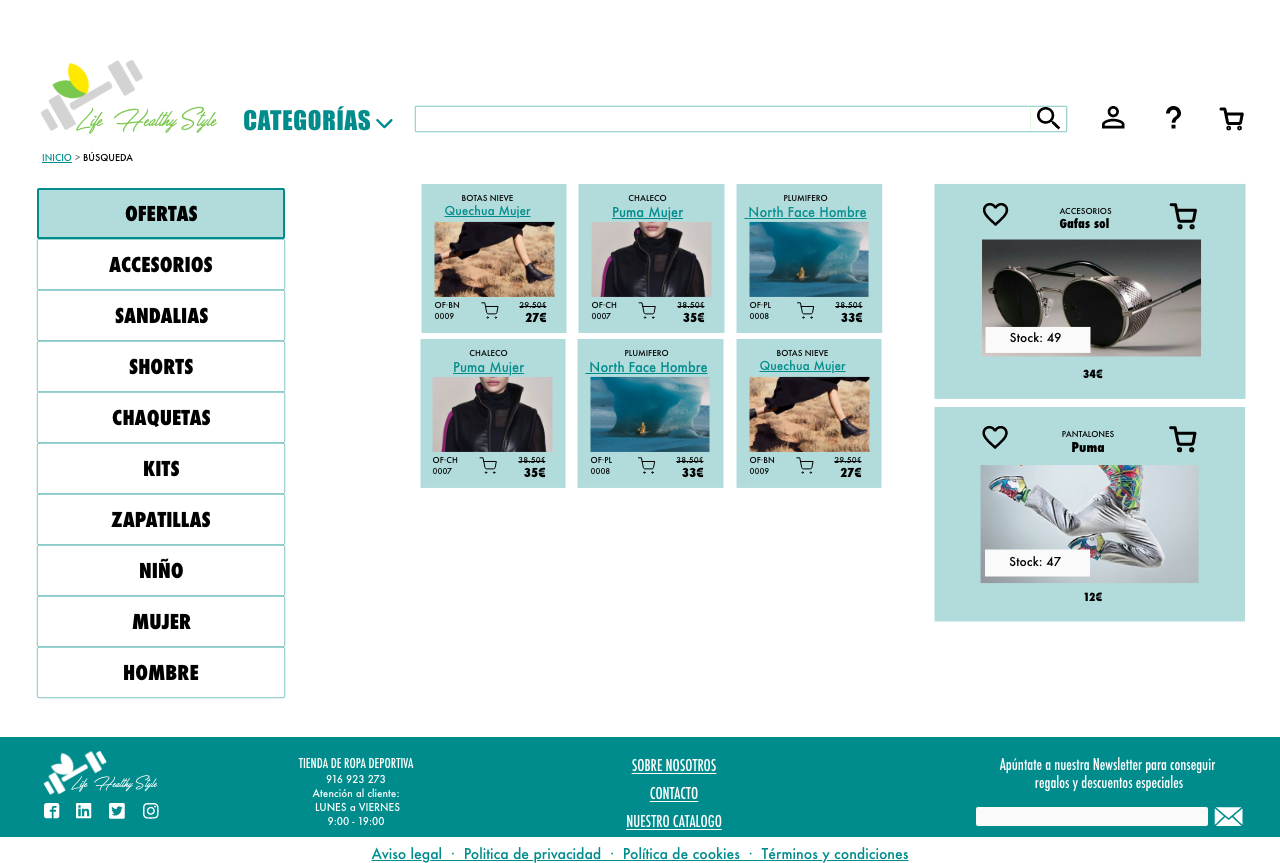 Life Healthy Style
CATEGORÍAS
INICIO > BÚSQUEDA
OFERTAS
ACCESORIOS
SANDALIAS
SHORTS
CHAQUETAS
KITS
ZAPATILLAS
NIÑO
MUJER
HOMBRE
BOTAS NIEVE
Quechua Mujer
OF·BN
0009
29.50€
27€
CHALECO
Puma Mujer
OF·CH
0007
38.50€
35€
PLUMIFERO
North Face Hombre
OF·PL
0008
38.50€
33€
CHALECO
Puma Mujer
OF·CH
0007
38.50€
35€
PLUMIFERO
North Face Hombre
OF·PL
0008
38.50€
33€
BOTAS NIEVE
Quechua Mujer
OF·BN
0009
29.50€
27€
ACCESORIOS
Gafas sol
Stock: 49
34€
PANTALONES
Puma
Stock: 47
12€
Life Healthy Style
TIENDA DE ROPA DEPORTIVA
916 923 273
Atención al cliente:
LUNES a VIERNES
9:00 - 19:00
SOBRE NOSOTROS
CONTACTO
NUESTRO CATALOGO
Apúntate a nuestra Newsletter para conseguir
regalos y descuentos especiales
Aviso legal · Politica de privacidad · Política de cookies · Términos y condiciones